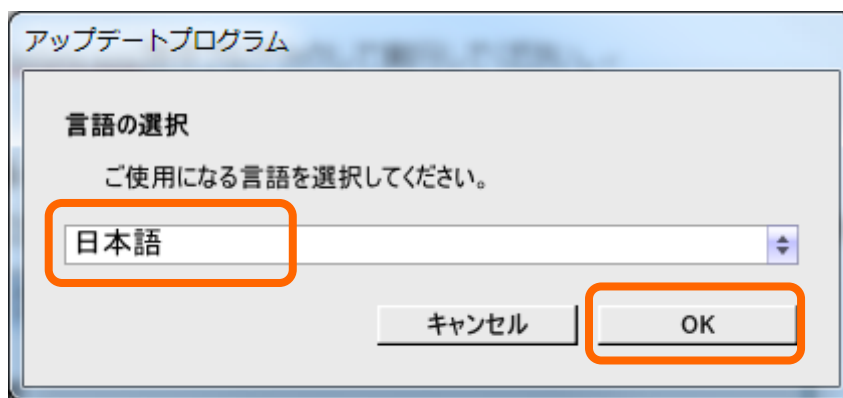 アップデートプログラム
言語の選択
ご使用になる言語を選択してください。
日本語
キャンセル
OK